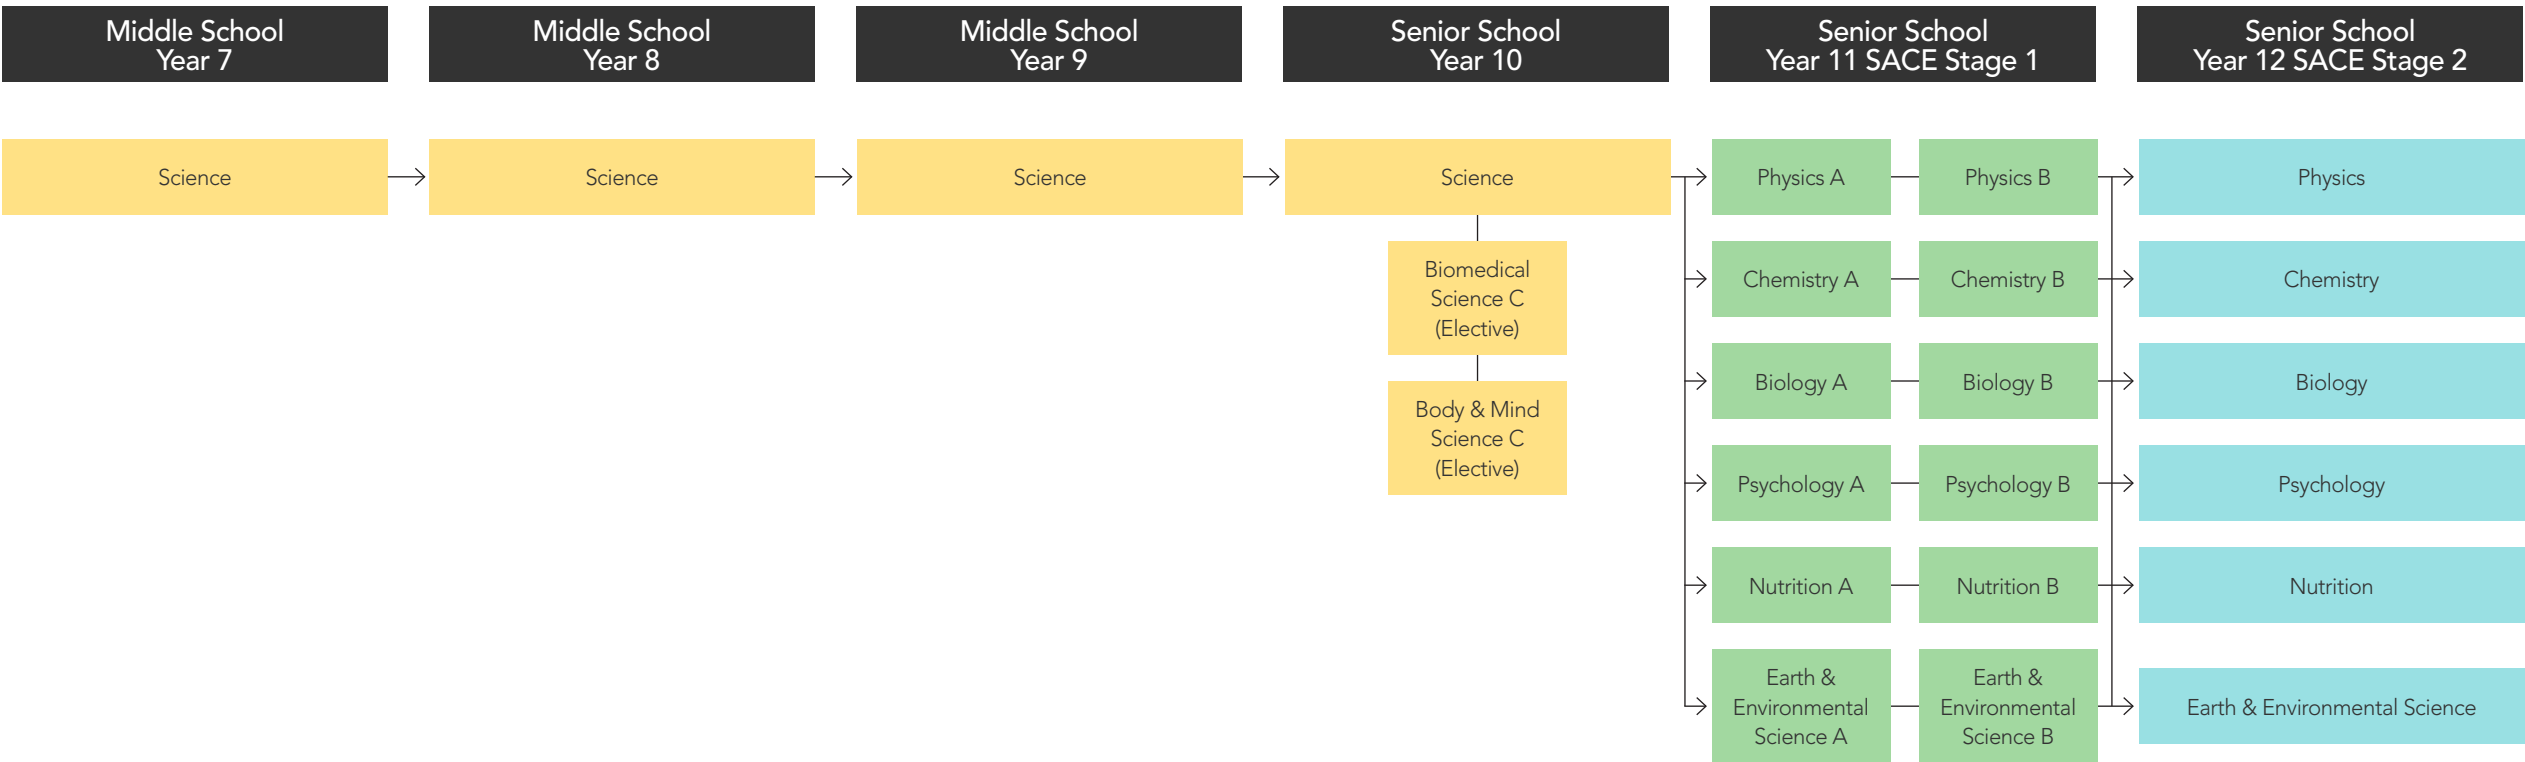 Middle School
Year 7
Middle School
Year 8
Middle School
Year 9
Senior School
Year 10
Senior School
Year 11 SACE Stage 1
Senior School
Year 12 SACE Stage 2
Science
Science
Science
Science
Biomedical
Science C
(Elective)
Body & Mind
Science C
(Elective)
Physics A
Physics B
Physics
Chemistry A
Chemistry B
Chemistry
Biology A
Biology B
Biology
Psychology A
Psychology B
Psychology
Nutrition A
Nutrition B
Nutrition
Earth &
Environmental
Science A
Earth &
Environmental
Science B
Earth & Environmental Science